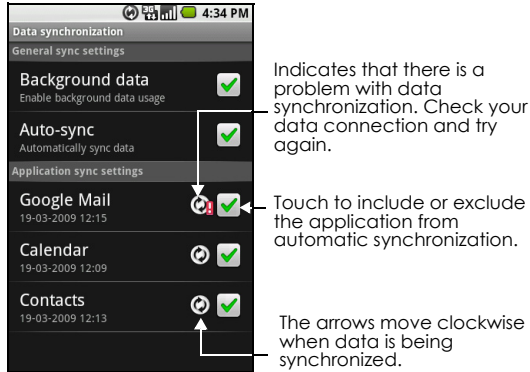 3G
4:34 PM
Data synchronization
General sync settings
Background data
Enable background data usage
Auto-sync
Automatically sync data
Application sync settings
Google Mail
19-03-2009 12:15
Calendar
19-03-2009 12:09
Contacts
19-03-2009 12:13
Indicates that there is a
problem with data
synchronization. Check your
data connection and try
again.
Touch to include or exclude
the application from
automatic synchronization.
The arrows move clockwise
when data is being
synchronized.